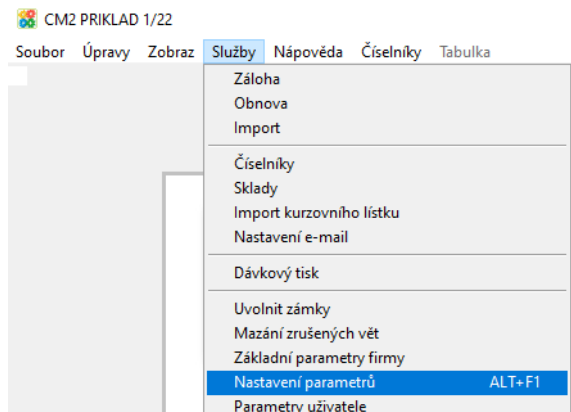 CM2 PRIKLAD 1/22
Soubor Úpravy Zobraz Služby Nápověda Číselníky Tabulka
Záloha
Obnova
Import
Číselníky
Sklady
Import kurzovního lístku
Nastavení e-mail
Dávkový tisk
Uvolnit zámky
Mazání zrušených vět
Základní parametry firmy
Nastavení parametrů ALT+F1
Parametry uživatele